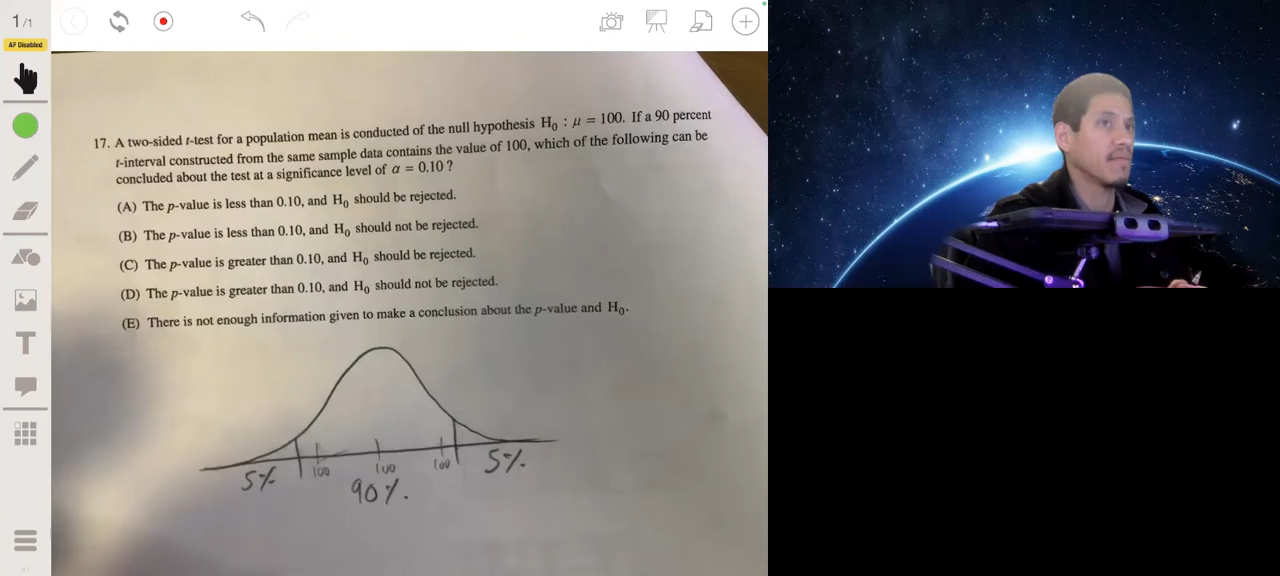 1/1
AF Disabled
17. A two-sided t-test for a population mean is conducted of the null hypothesis H₀ : μ = 100. If a 90 percent
t-interval constructed from the same sample data contains the value of 100, which of the following can be
concluded about the test at a significance level of α = 0.10 ?
(A) The p-value is less than 0.10, and H₀ should be rejected.
(B) The p-value is less than 0.10, and H₀ should not be rejected.
(C) The p-value is greater than 0.10, and H₀ should be rejected.
(D) The p-value is greater than 0.10, and H₀ should not be rejected.
(E) There is not enough information given to make a conclusion about the p-value and H₀.
5% 100 100 100 5%
90%.
T